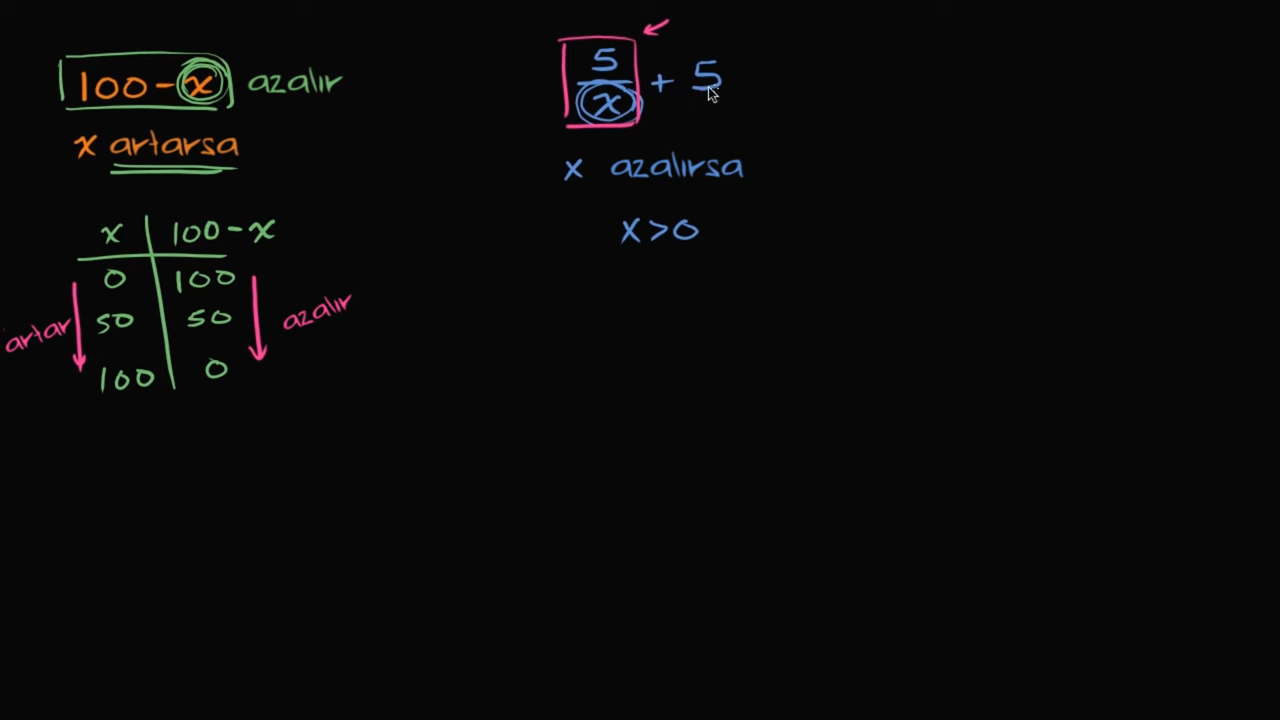 100 - x azalır
x artarsa
x | 100 - x
0 | 100
50 | 50
100 | 0
artar
azalır
5/x + 5
x azalırsa
x > 0